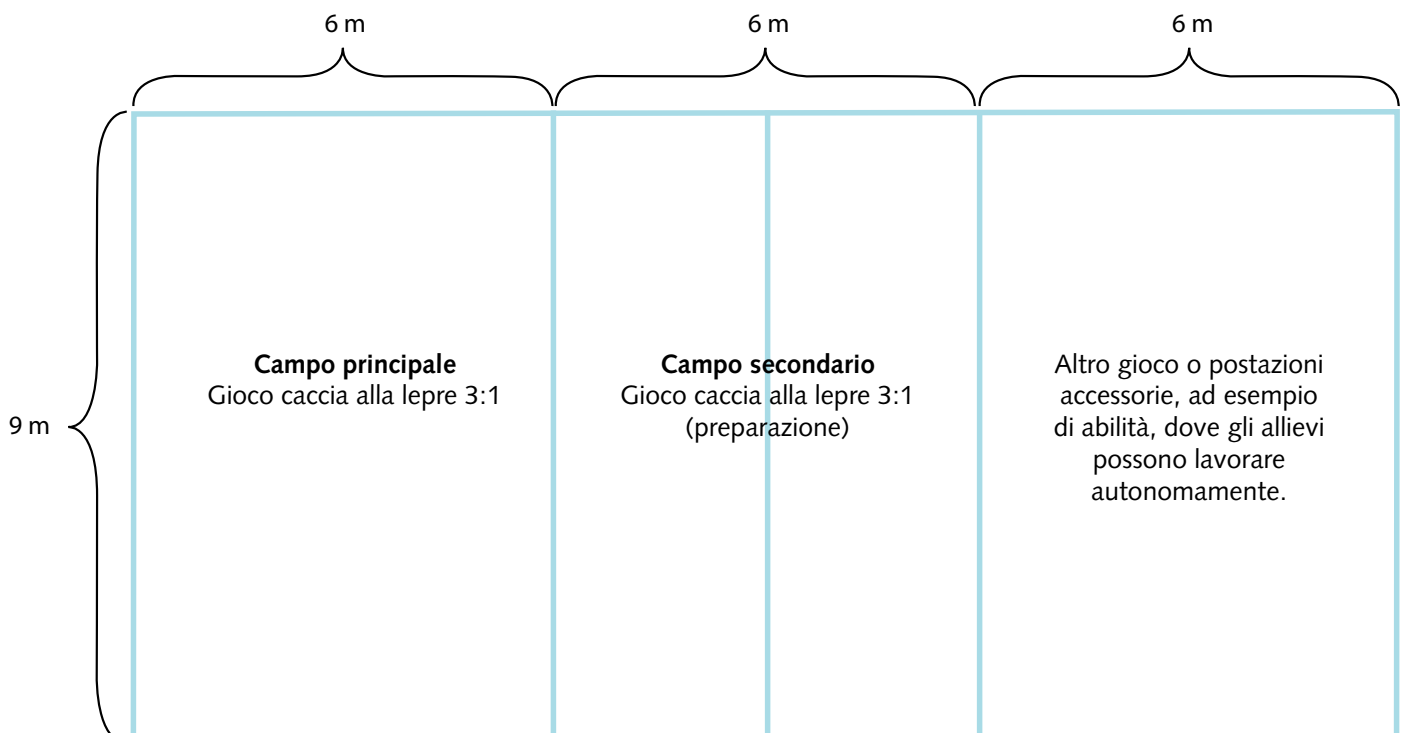 6 m
6 m
6 m
9 m
Campo principale
Gioco caccia alla lepre 3:1
Campo secondario
Gioco caccia alla lepre 3:1
(preparazione)
Altro gioco o postazioni
accessorie, ad esempio
di abilità, dove gli allievi
possono lavorare
autonomamente.